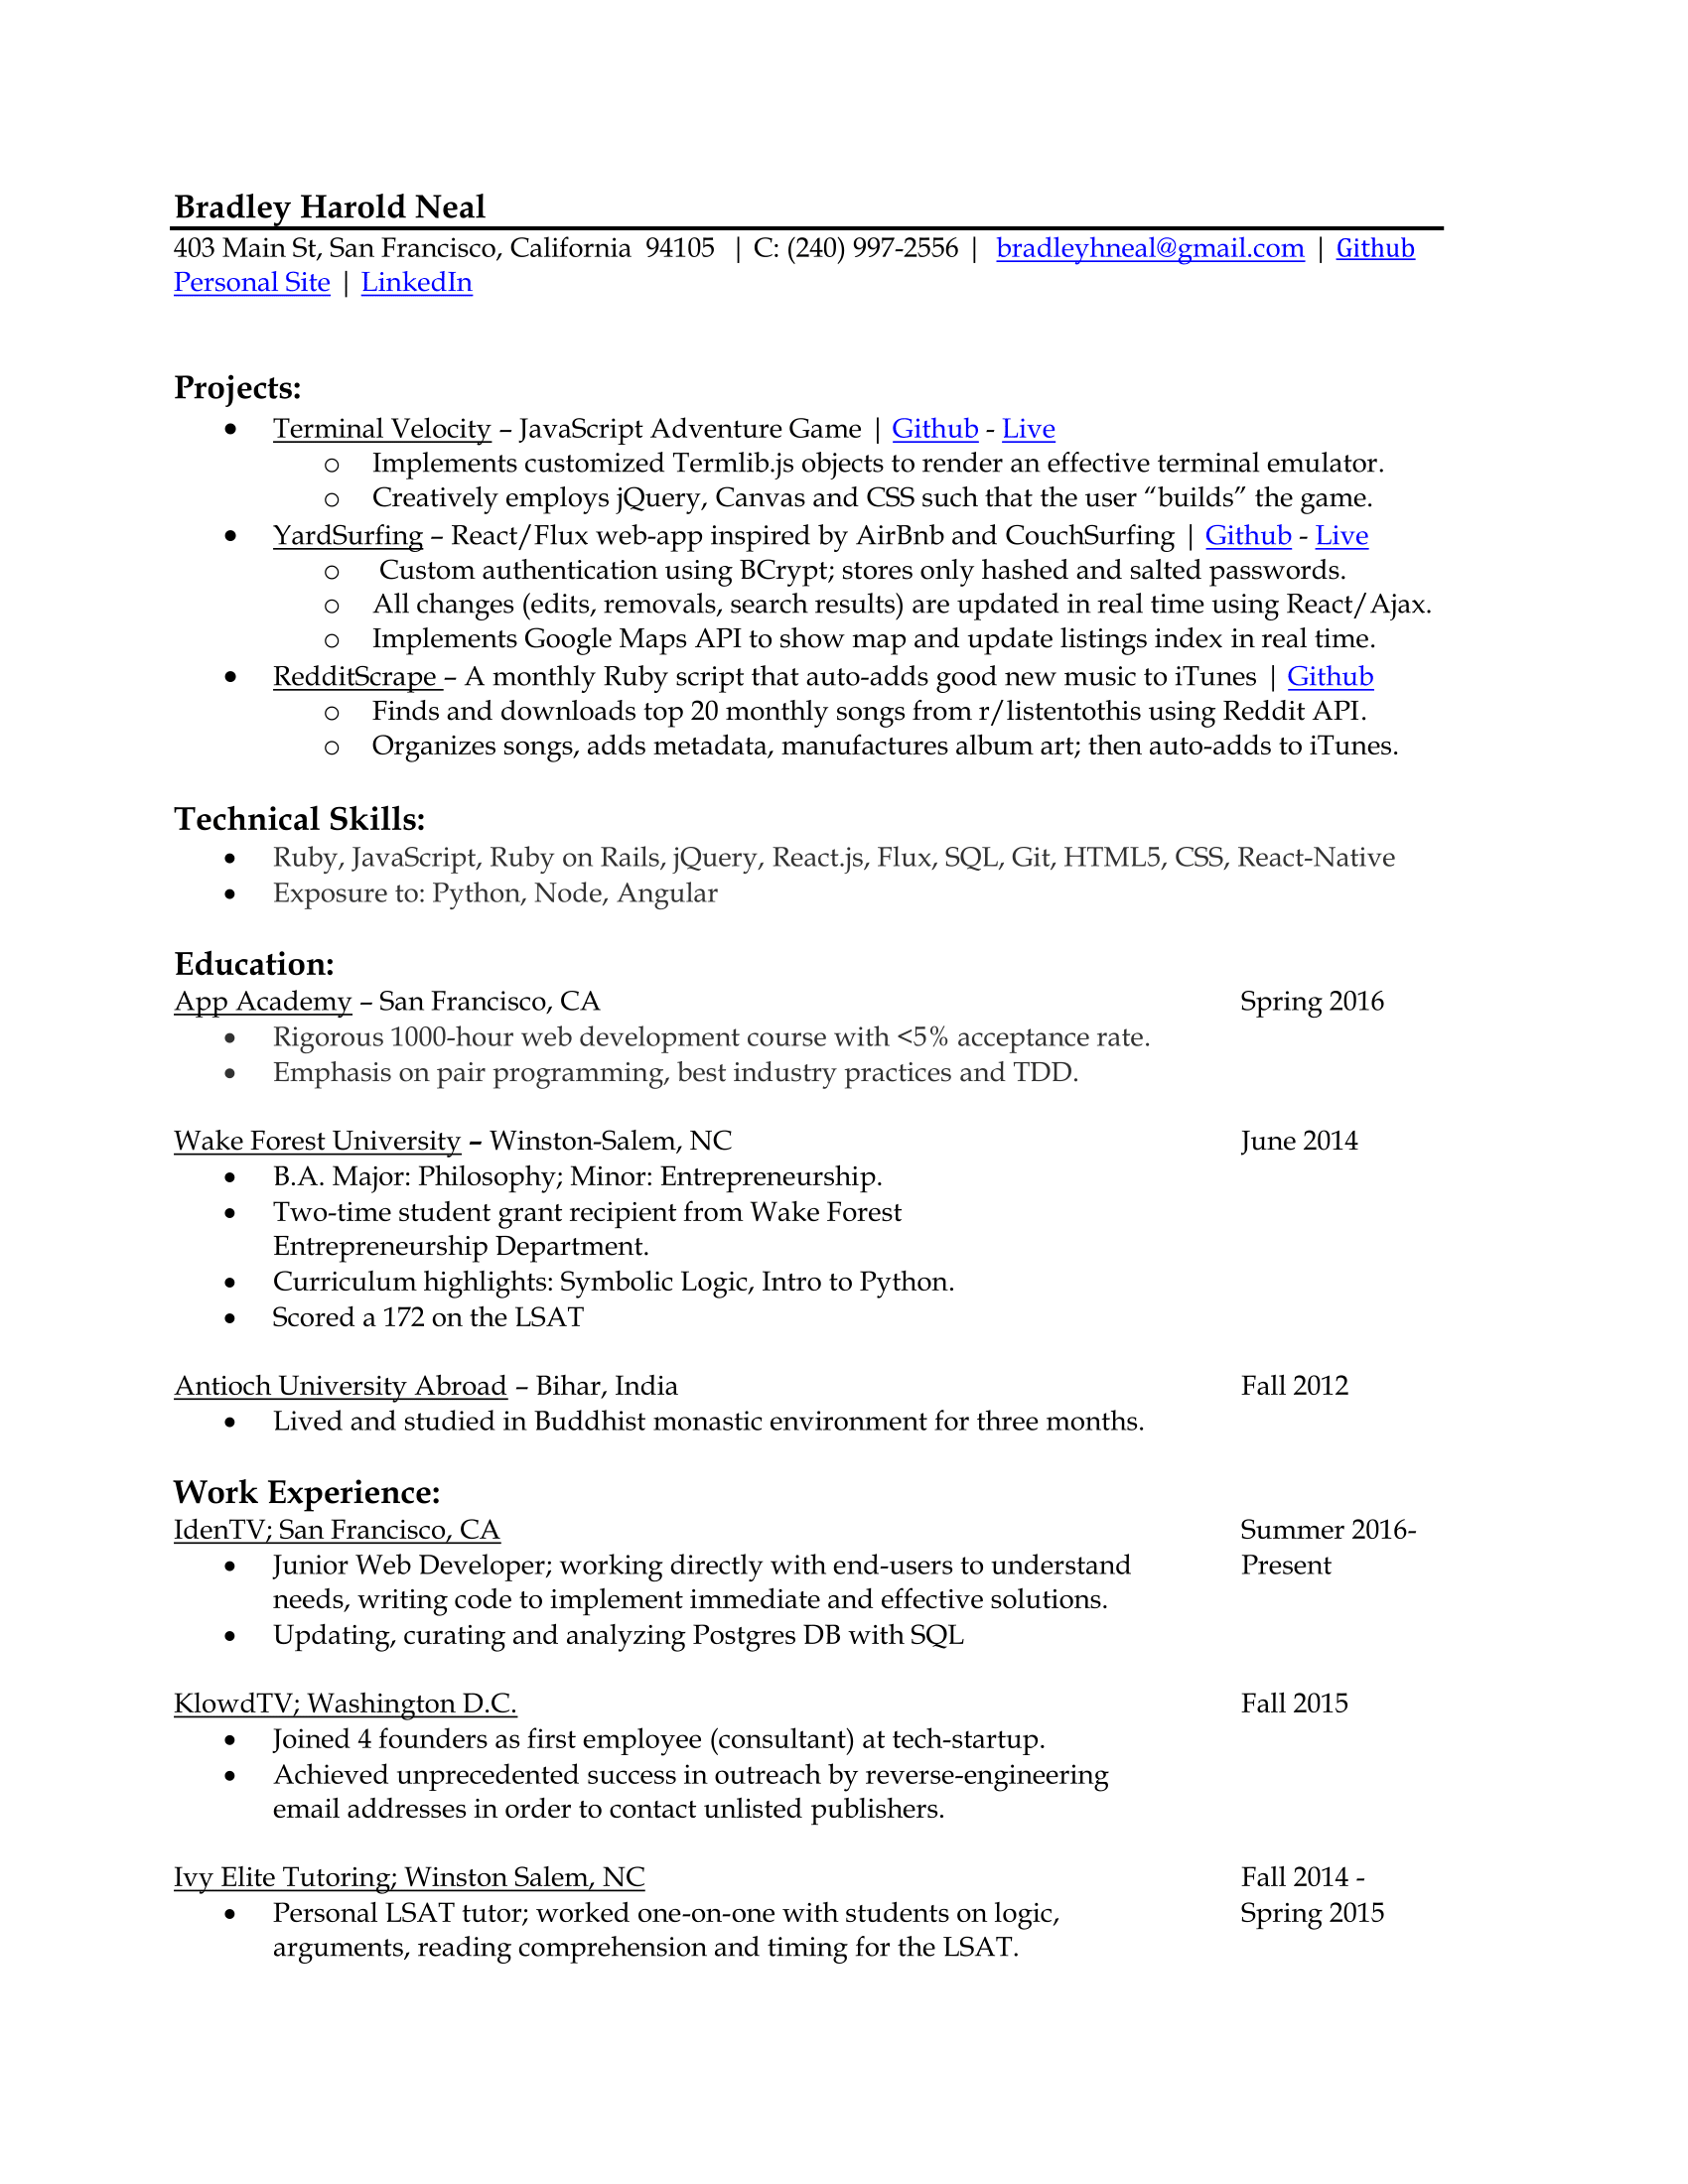 Bradley Harold Neal
403 Main St, San Francisco, California  94105  | C: (240) 997-2556 |  bradleyhneal@gmail.com | Github
Personal Site | LinkedIn
Projects:
• Terminal Velocity – JavaScript Adventure Game | Github - Live
o Implements customized Termlib.js objects to render an effective terminal emulator.
o Creatively employs jQuery, Canvas and CSS such that the user “builds” the game.
• YardSurfing – React/Flux web-app inspired by AirBnb and CouchSurfing | Github - Live
o Custom authentication using BCrypt; stores only hashed and salted passwords.
o All changes (edits, removals, search results) are updated in real time using React/Ajax.
o Implements Google Maps API to show map and update listings index in real time.
• RedditScrape – A monthly Ruby script that auto-adds good new music to iTunes | Github
o Finds and downloads top 20 monthly songs from r/listentothis using Reddit API.
o Organizes songs, adds metadata, manufactures album art; then auto-adds to iTunes.
Technical Skills:
• Ruby, JavaScript, Ruby on Rails, jQuery, React.js, Flux, SQL, Git, HTML5, CSS, React-Native
• Exposure to: Python, Node, Angular
Education:
App Academy – San Francisco, CA Spring 2016
• Rigorous 1000-hour web development course with <5% acceptance rate.
• Emphasis on pair programming, best industry practices and TDD.
Wake Forest University – Winston-Salem, NC June 2014
• B.A. Major: Philosophy; Minor: Entrepreneurship.
• Two-time student grant recipient from Wake Forest
Entrepreneurship Department.
• Curriculum highlights: Symbolic Logic, Intro to Python.
• Scored a 172 on the LSAT
Antioch University Abroad – Bihar, India Fall 2012
• Lived and studied in Buddhist monastic environment for three months.
Work Experience:
IdenTV; San Francisco, CA Summer 2016-
• Junior Web Developer; working directly with end-users to understand Present
needs, writing code to implement immediate and effective solutions.
• Updating, curating and analyzing Postgres DB with SQL
KlowdTV; Washington D.C. Fall 2015
• Joined 4 founders as first employee (consultant) at tech-startup.
• Achieved unprecedented success in outreach by reverse-engineering
email addresses in order to contact unlisted publishers.
Ivy Elite Tutoring; Winston Salem, NC Fall 2014 -
• Personal LSAT tutor; worked one-on-one with students on logic, Spring 2015
arguments, reading comprehension and timing for the LSAT.